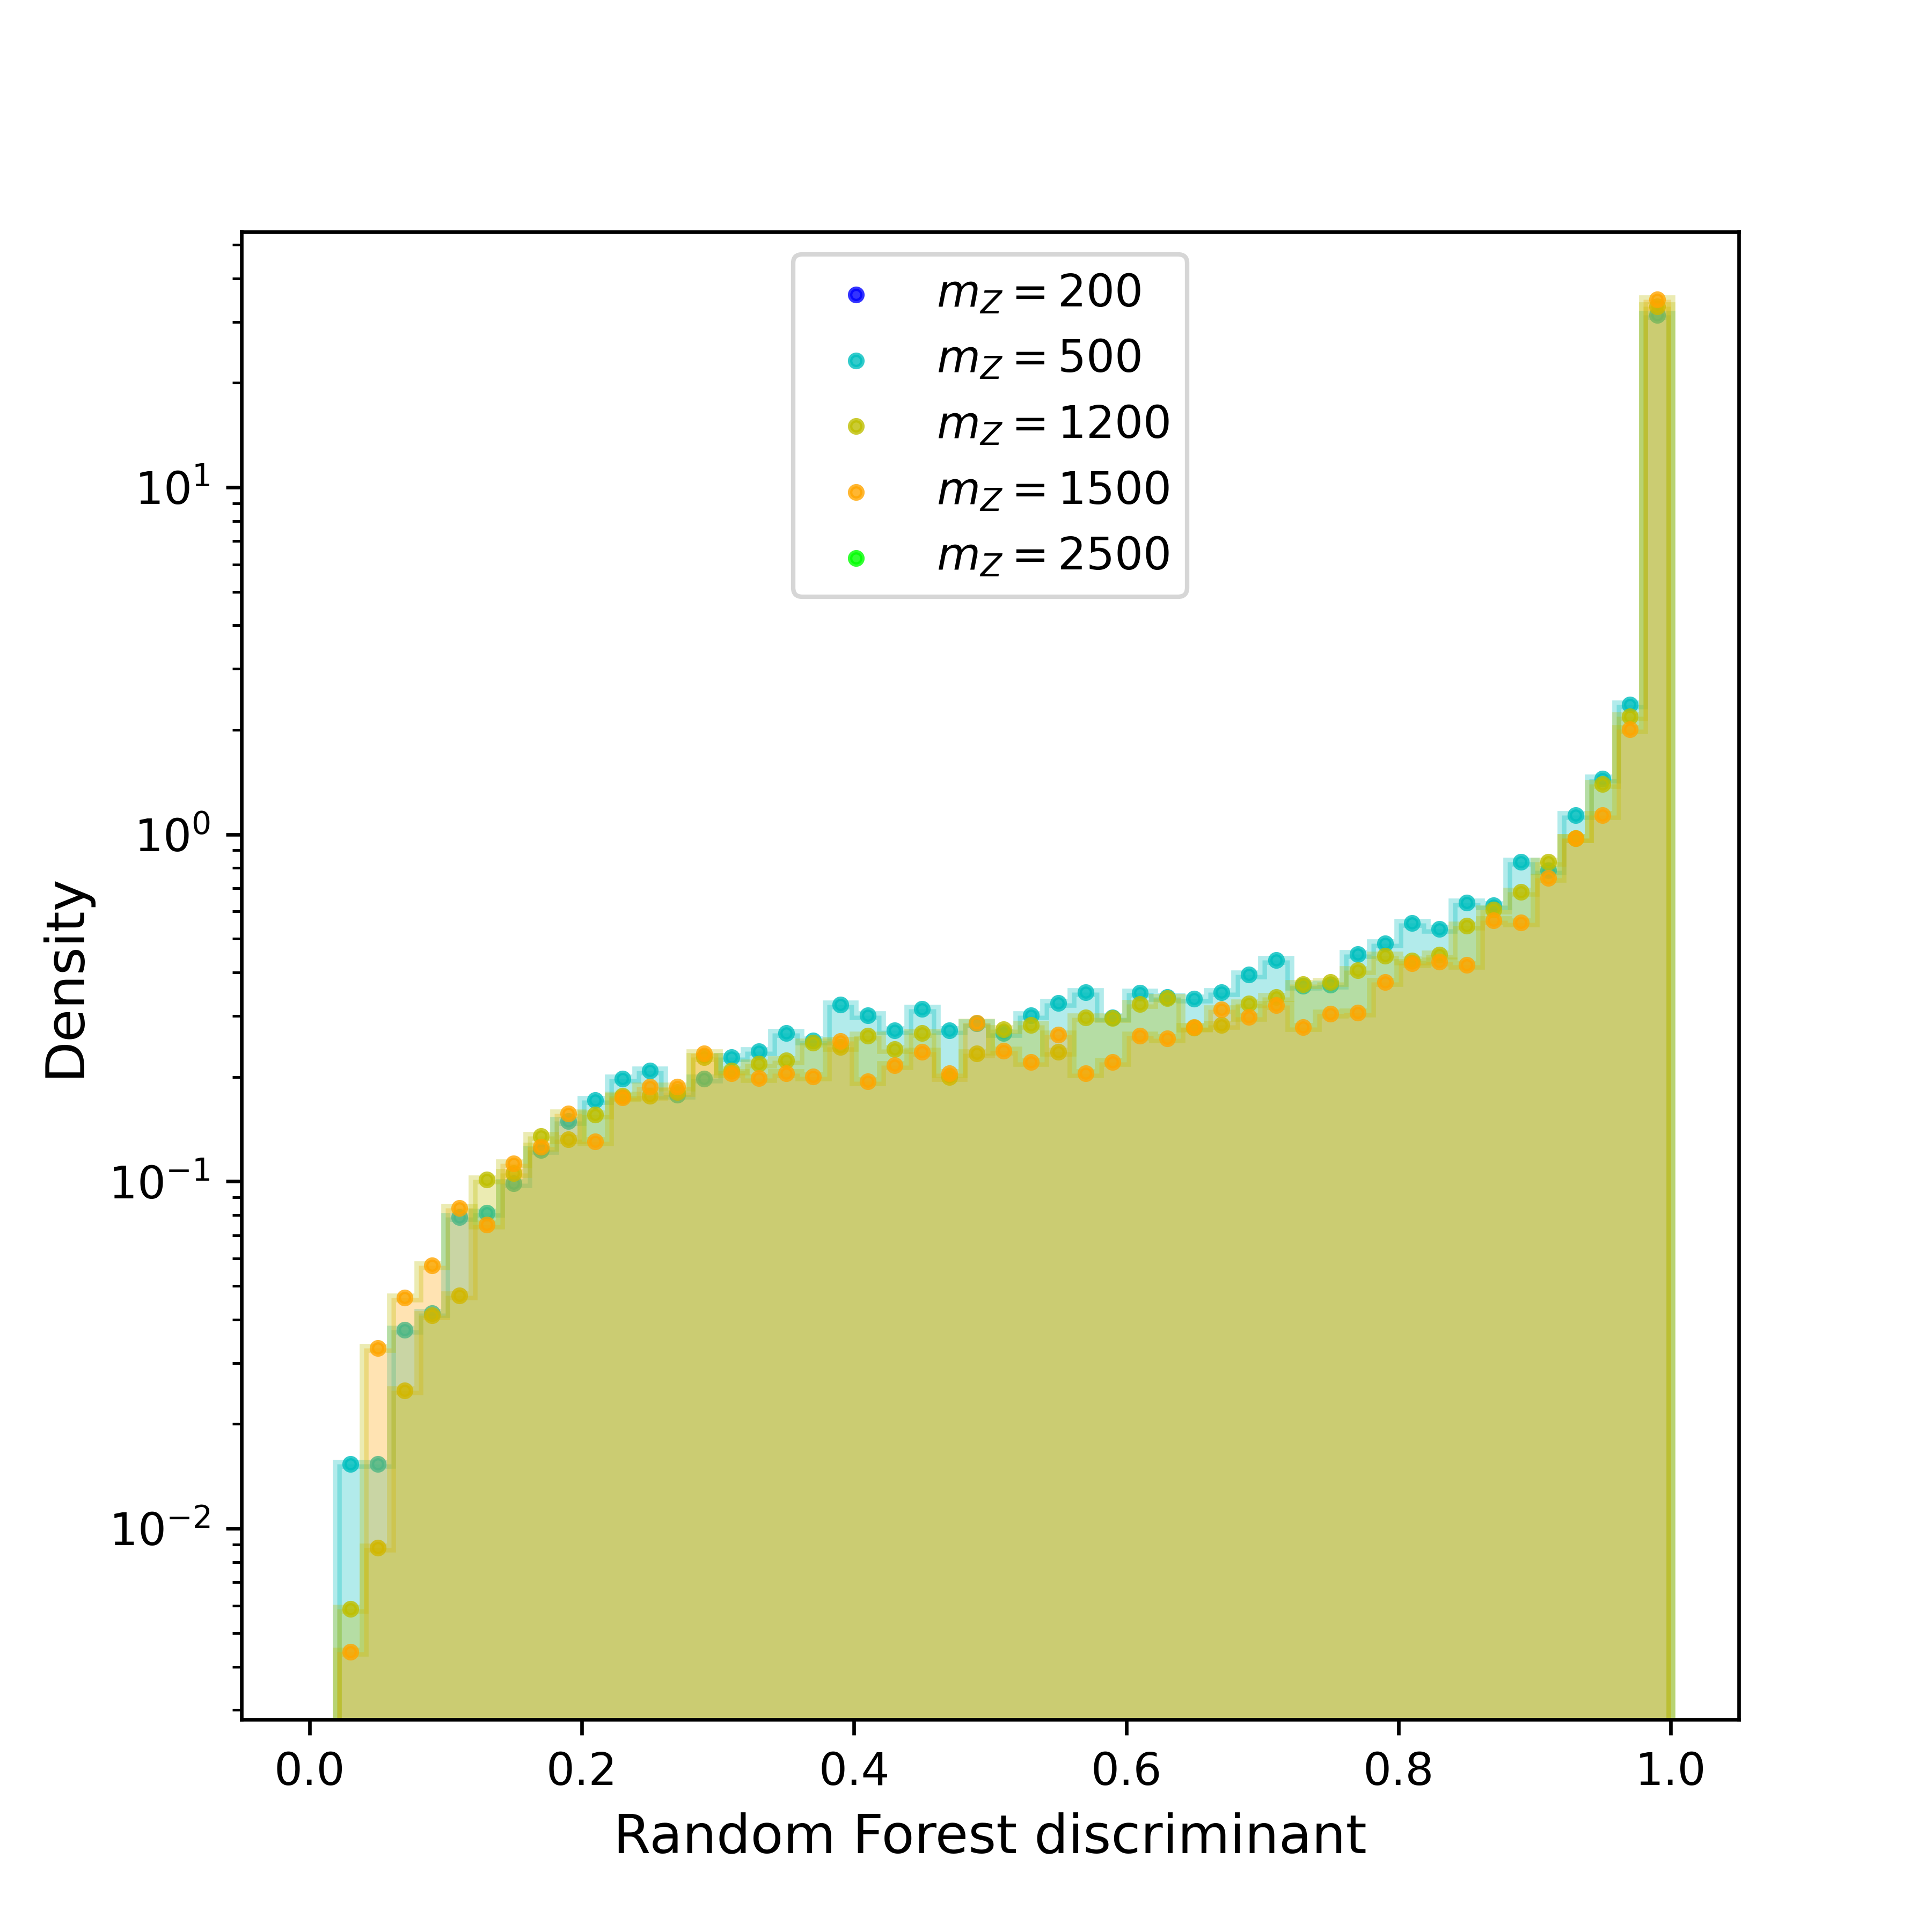 m_Z = 200
m_Z = 500
m_Z = 1200
m_Z = 1500
m_Z = 2500
10^1
10^0
10^−1
10^−2
Density
0.0 0.2 0.4 0.6 0.8 1.0
Random Forest discriminant